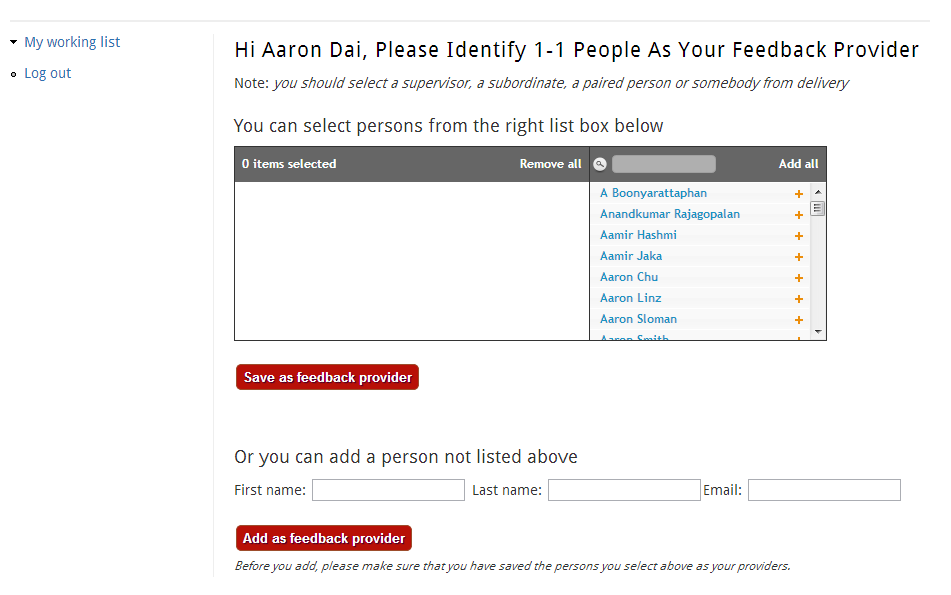 My working list
Log out
Hi Aaron Dai, Please Identify 1-1 People As Your Feedback Provider
Note: you should select a supervisor, a subordinate, a paired person or somebody from delivery
You can select persons from the right list box below
0 items selected Remove all Add all
A Boonyarattaphan +
Anandkumar Rajagopalan +
Aamir Hashmi +
Aamir Jaka +
Aaron Chu +
Aaron Linz +
Aaron Sloman +
Aaron Smith +
Save as feedback provider
Or you can add a person not listed above
First name: Last name: Email:
Add as feedback provider
Before you add, please make sure that you have saved the persons you select above as your providers.